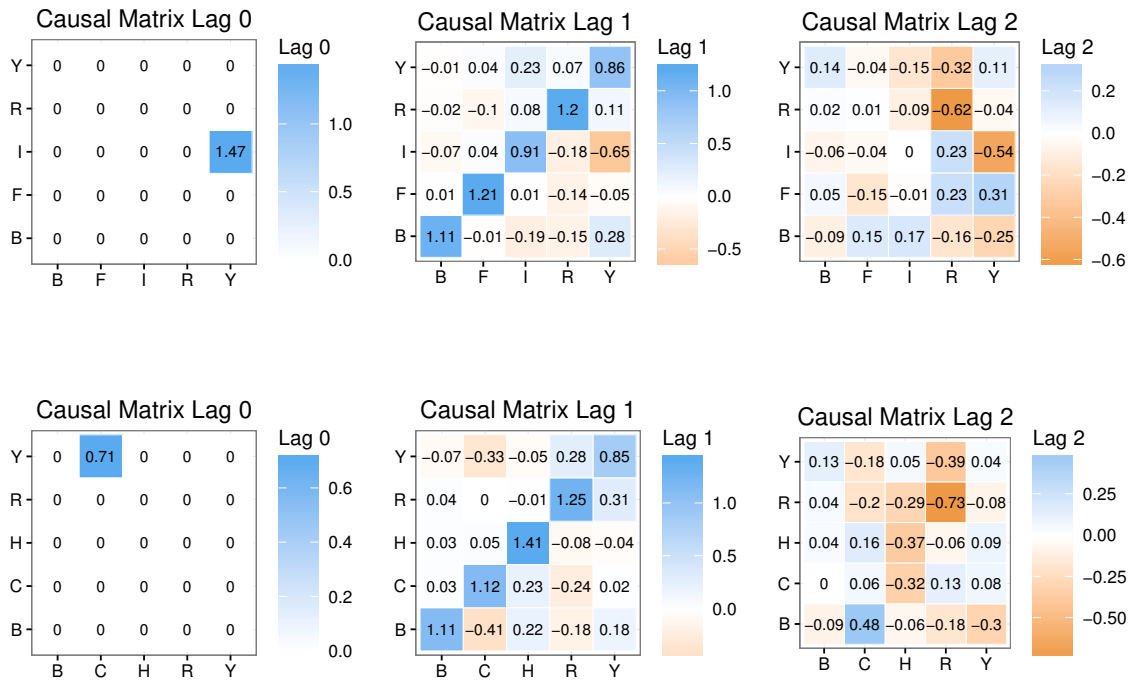 Causal Matrix Lag 0
Lag 0
Y 0 0 0 0 0
R 0 0 0 0 0
I 0 0 0 0 1.47
F 0 0 0 0 0
B 0 0 0 0 0
B F I R Y
1.0
0.5
0.0
Causal Matrix Lag 1
Lag 1
Y −0.01 0.04 0.23 0.07 0.86
R −0.02 −0.1 0.08 1.2 0.11
I −0.07 0.04 0.91 −0.18 −0.65
F 0.01 1.21 0.01 −0.14 −0.05
B 1.11 −0.01 −0.19 −0.15 0.28
B F I R Y
1.0
0.5
0.0
−0.5
Causal Matrix Lag 2
Lag 2
Y 0.14 −0.04 −0.15 −0.32 0.11
R 0.02 0.01 −0.09 −0.62 −0.04
I −0.06 −0.04 0 0.23 −0.54
F 0.05 −0.15 −0.01 0.23 0.31
B −0.09 0.15 0.17 −0.16 −0.25
B F I R Y
0.2
0.0
−0.2
−0.4
−0.6
Causal Matrix Lag 0
Lag 0
Y 0 0.71 0 0 0
R 0 0 0 0 0
H 0 0 0 0 0
C 0 0 0 0 0
B 0 0 0 0 0
B C H R Y
0.6
0.4
0.2
0.0
Causal Matrix Lag 1
Lag 1
Y −0.07 −0.33 −0.05 0.28 0.85
R 0.04 0 −0.01 1.25 0.31
H 0.03 0.05 1.41 −0.08 −0.04
C 0.03 1.12 0.23 −0.24 0.02
B 1.11 −0.41 0.22 −0.18 0.18
B C H R Y
1.0
0.5
0.0
Causal Matrix Lag 2
Lag 2
Y 0.13 −0.18 0.05 −0.39 0.04
R 0.04 −0.2 −0.29 −0.73 −0.08
H 0.04 0.16 −0.37 −0.06 0.09
C 0 0.06 −0.32 0.13 0.08
B −0.09 0.48 −0.06 −0.18 −0.3
B C H R Y
0.25
0.00
−0.25
−0.50